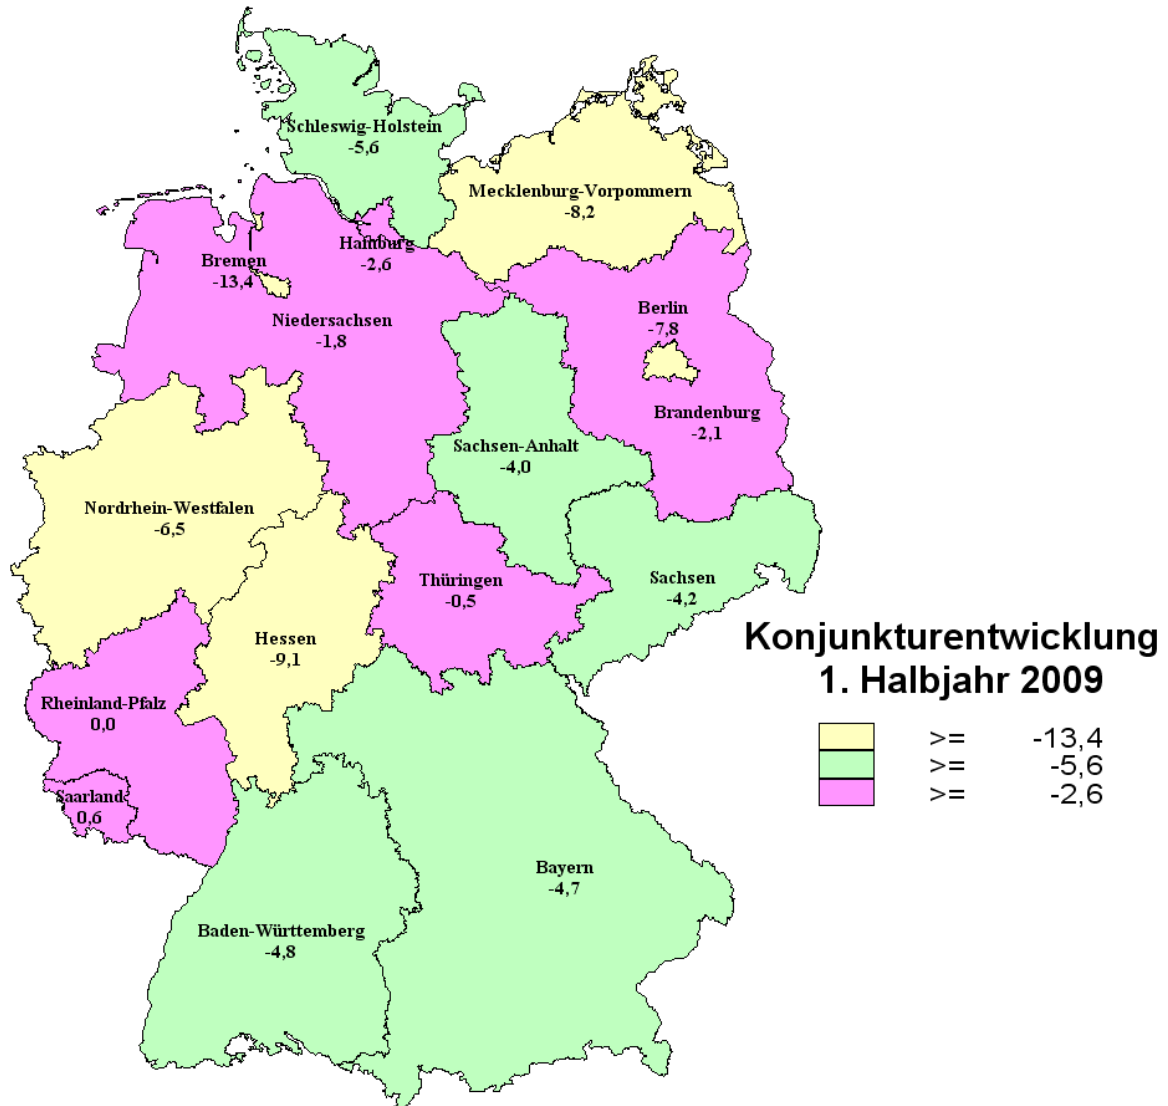 Schleswig-Holstein
-5,6
Mecklenburg-Vorpommern
-8,2
Hamburg
-2,6
Bremen
-13,4
Niedersachsen
-1,8
Berlin
-7,8
Brandenburg
-2,1
Sachsen-Anhalt
-4,0
Nordrhein-Westfalen
-6,5
Thüringen
-0,5
Sachsen
-4,2
Hessen
-9,1
Rheinland-Pfalz
0,0
Saarland
0,6
Bayern
-4,7
Baden-Württemberg
-4,8
Konjunkturentwicklung
1. Halbjahr 2009
>= -13,4
>= -5,6
>= -2,6